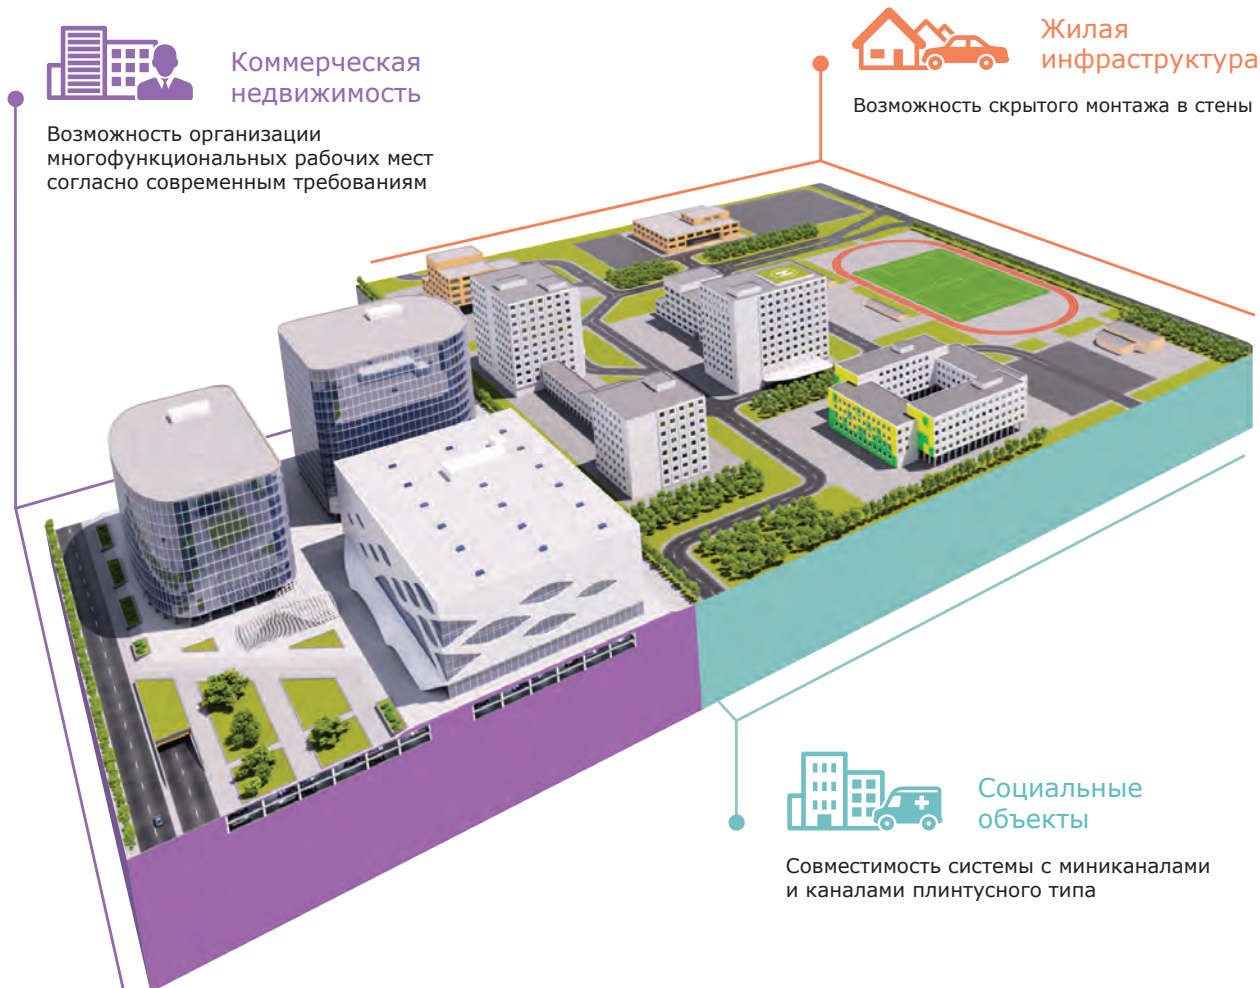 Коммерческая
недвижимость
Возможность организации
многофункциональных рабочих мест
согласно современным требованиям
Жилая
инфраструктура
Возможность скрытого монтажа в стены
Социальные
объекты
Совместимость системы с миниканалами
и каналами плинтусного типа